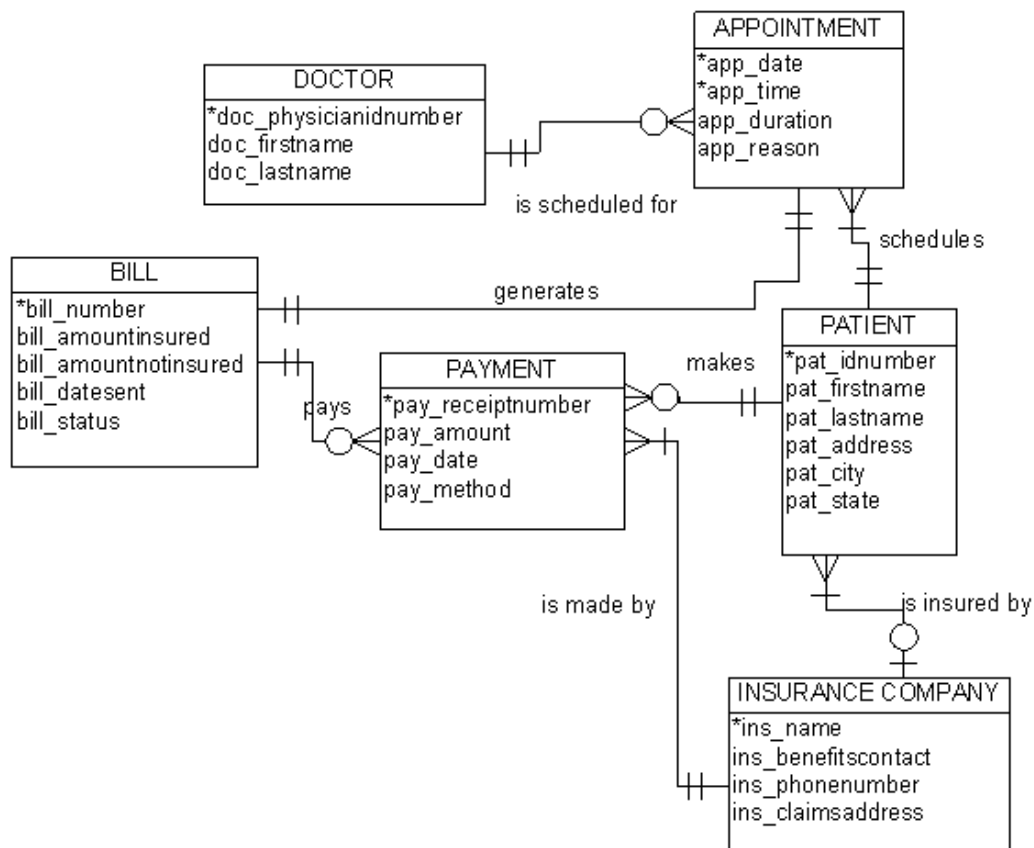 APPOINTMENT
*app_date
*app_time
app_duration
app_reason
DOCTOR
*doc_physicianidnumber
doc_firstname
doc_lastname
is scheduled for
schedules
BILL
*bill_number
bill_amountinsured
bill_amountnotinsured
bill_datesent
bill_status
generates
PATIENT
*pat_idnumber
pat_firstname
pat_lastname
pat_address
pat_city
pat_state
makes
PAYMENT
*pay_receiptnumber
pay_amount
pay_date
pay_method
pays
is made by
is insured by
INSURANCE COMPANY
*ins_name
ins_benefitscontact
ins_phonenumber
ins_claimsaddress